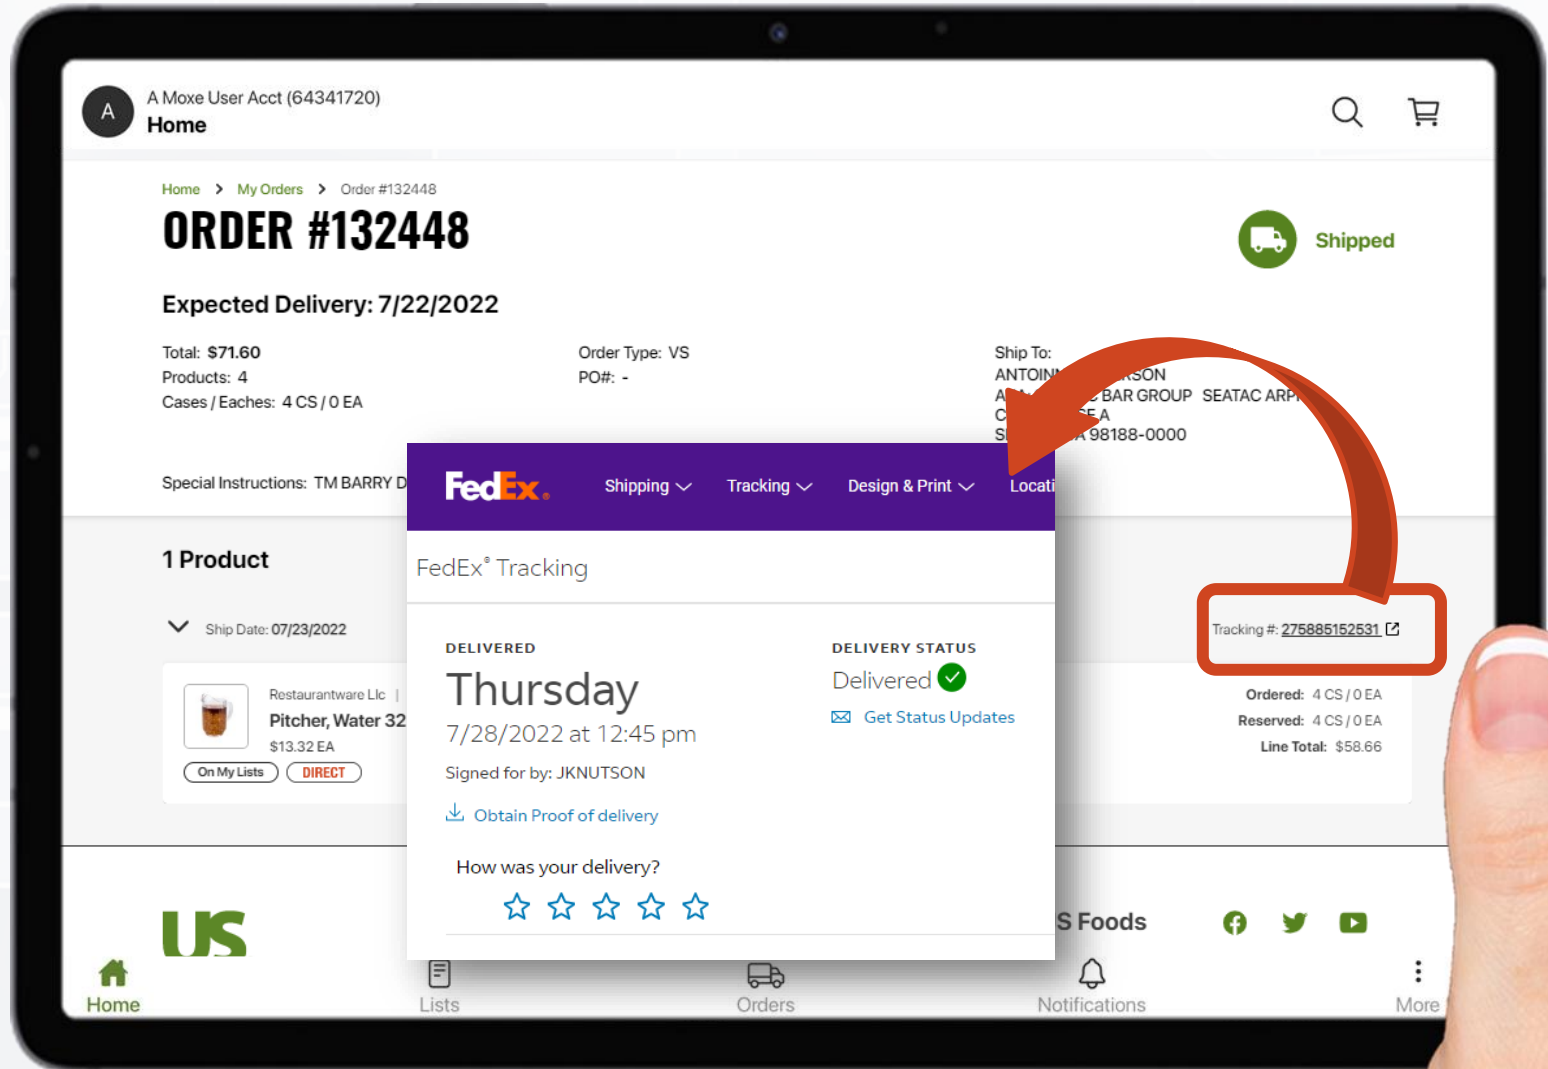 A
A Moxe User Acct (64341720)
Home
Home > My Orders > Order #132448
ORDER #132448
Shipped
Expected Delivery: 7/22/2022
Total: $71.60
Products: 4
Cases / Eaches: 4 CS / 0 EA
Order Type: VS
PO#: -
Ship To:
BAR GROUP SEATAC
98188-0000
Special Instructions: TM BARRY
FedEx®
Shipping
Tracking
Design & Print
FedEx® Tracking
DELIVERED
Thursday
7/28/2022 at 12:45 pm
Signed for by: JKNUTSON
Obtain Proof of delivery
DELIVERY STATUS
Delivered
Get Status Updates
How was your delivery?
1 Product
Ship Date: 07/23/2022
Tracking #: 275885152531
Restaurantware Llc |
Pitcher, Water 32
$13.32 EA
On My Lists
DIRECT
Ordered: 4 CS / 0 EA
Reserved: 4 CS / 0 EA
Line Total: $58.66
US
S Foods
Home
Lists
Orders
Notifications
More